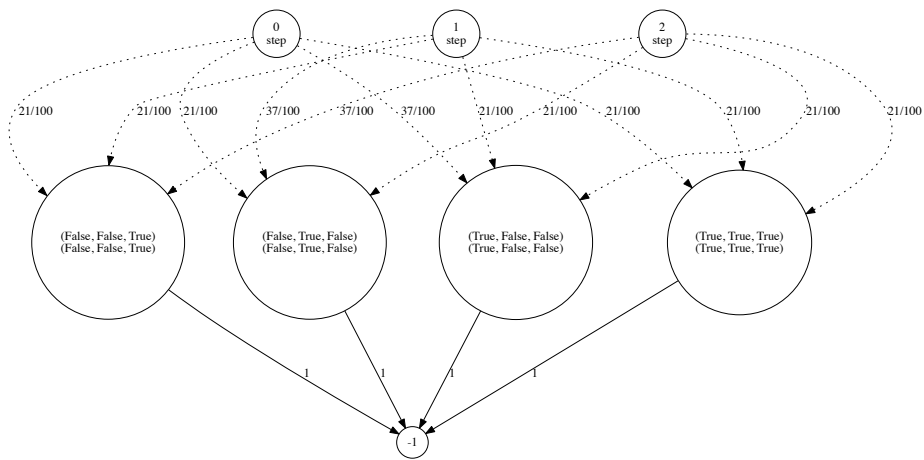 0
step
1
step
2
step
21/100
21/100
21/100
37/100
37/100
37/100
21/100
21/100
21/100
21/100
21/100
21/100
(False, False, True)
(False, False, True)
(False, True, False)
(False, True, False)
(True, False, False)
(True, False, False)
(True, True, True)
(True, True, True)
1
1
1
1
-1